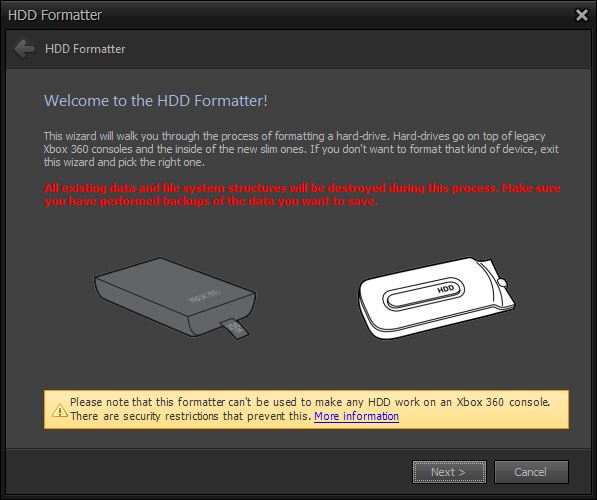 HDD Formatter
HDD Formatter
Welcome to the HDD Formatter!
This wizard will walk you through the process of formatting a hard-drive. Hard-drives go on top of legacy
Xbox 360 consoles and the inside of the new slim ones. If you don't want to format that kind of device, exit
this wizard and pick the right one.
All existing data and file system structures will be destroyed during this process. Make sure
you have performed backups of the data you want to save.
XBOX 360
HDD
Please note that this formatter can't be used to make any HDD work on an Xbox 360 console.
There are security restrictions that prevent this. More information
Next >
Cancel